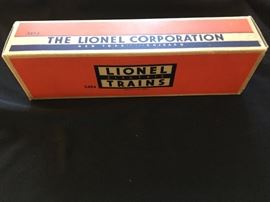 THE LIONEL CORPORATION
NEW YORK CHICAGO
LIONEL
TRAINS